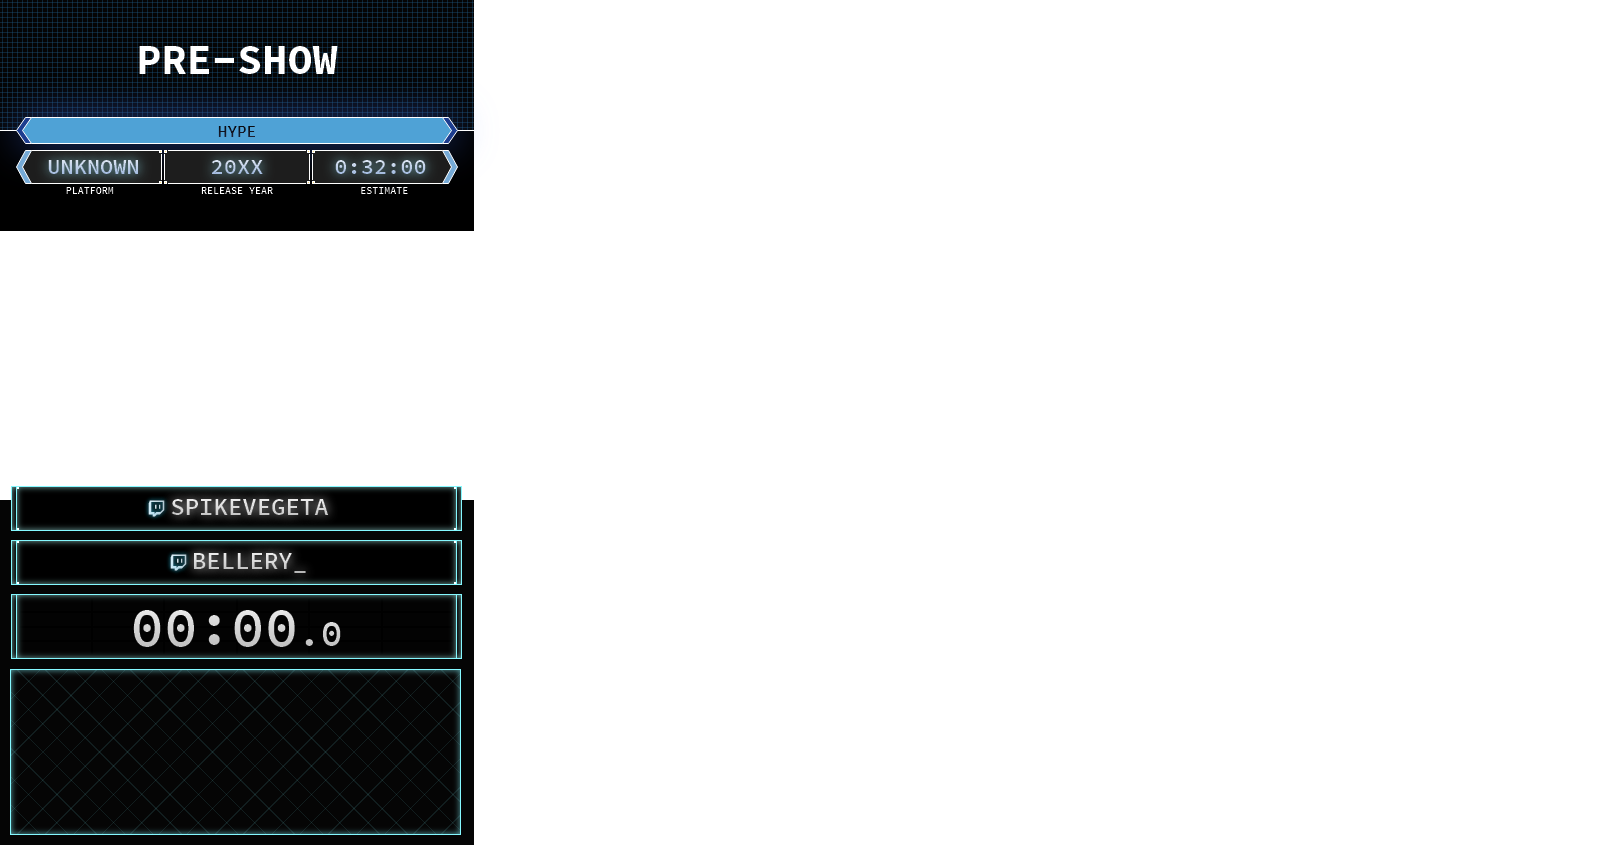 PRE-SHOW
HYPE
UNKNOWN 20XX 0:32:00
PLATFORM RELEASE YEAR ESTIMATE
SPIKEVEGETA
BELLERY_
00:00.0